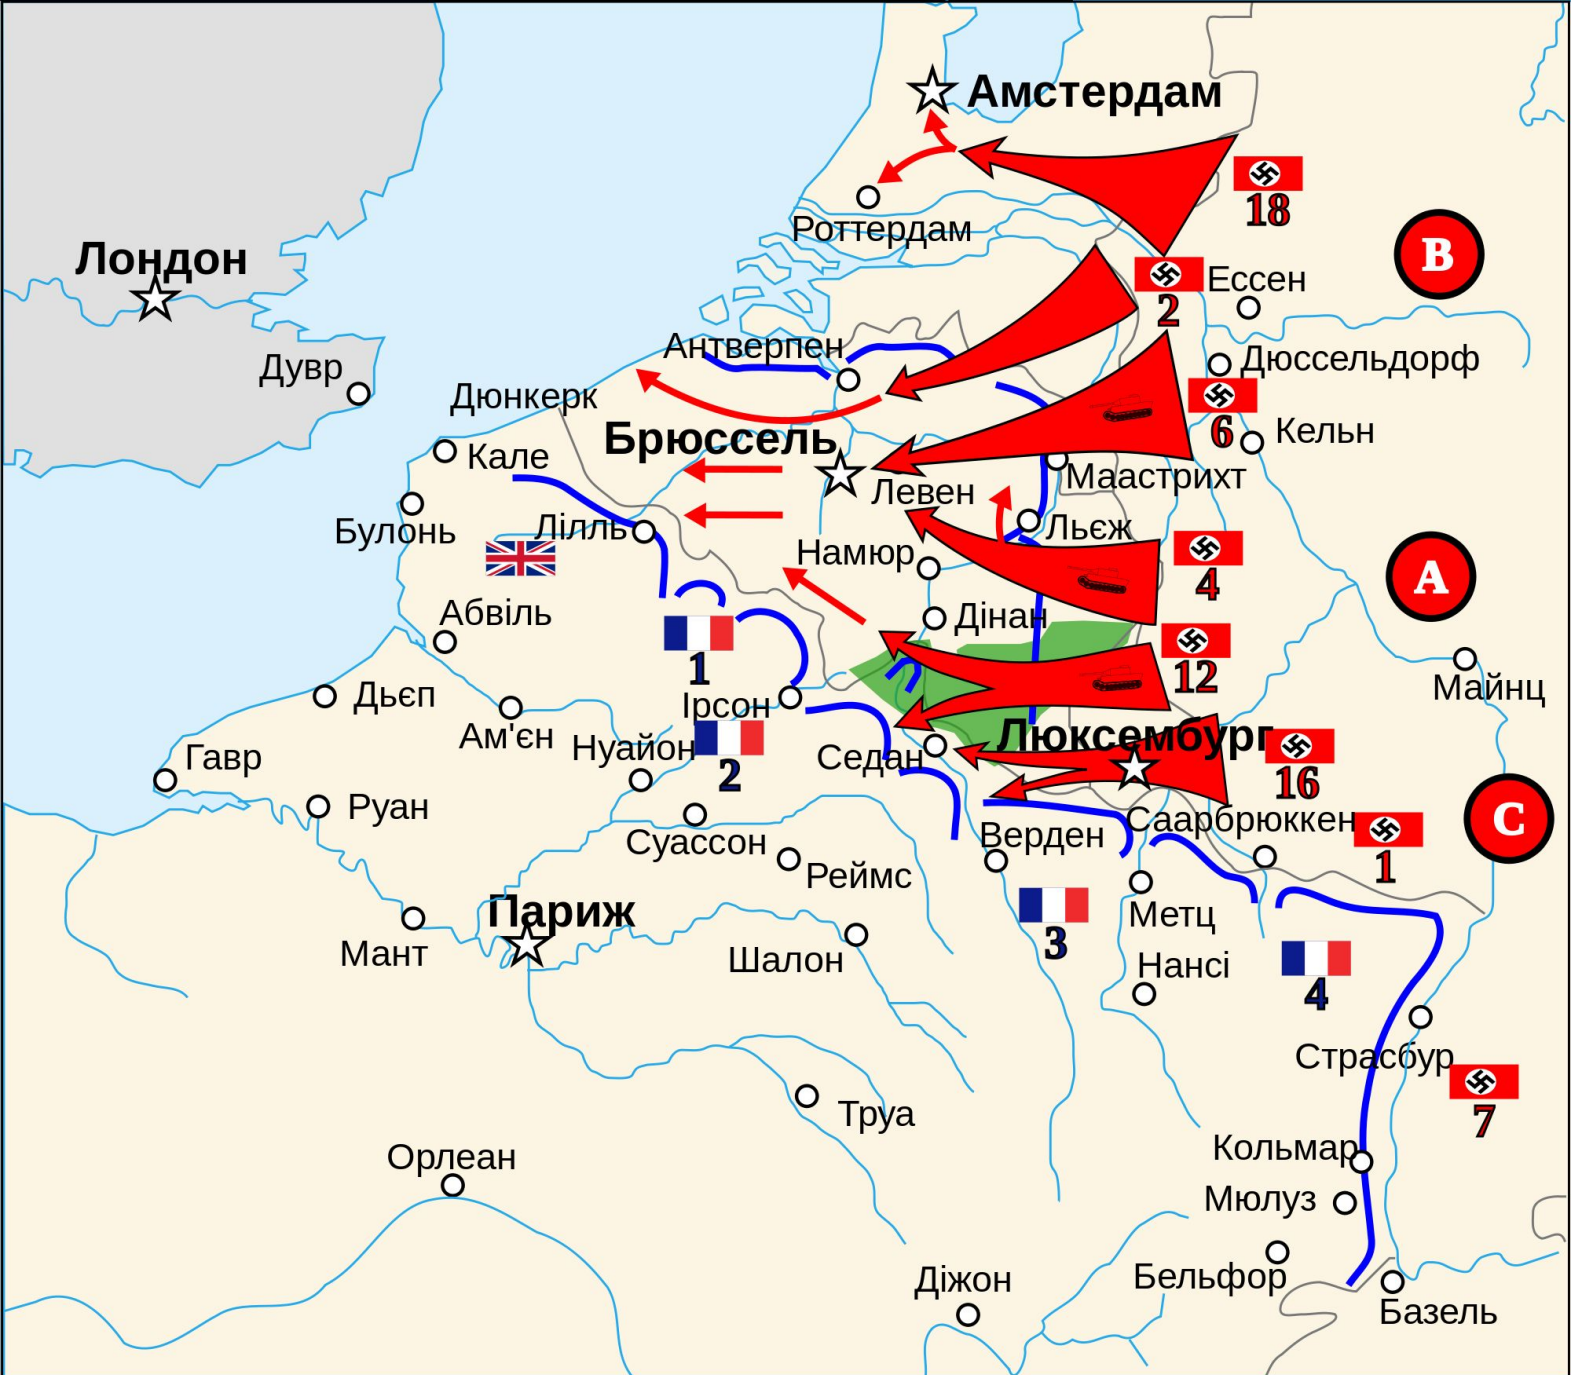 Амстердам
18
Роттердам
B
Лондон
2
Ессен
Антверпен
Дувр
Дюссельдорф
Дюнкерк
6
Кельн
Брюссель
Кале
Маастрихт
Левен
Булонь
Лілль
Льєж
Намюр
4
A
Абвіль
Дінан
1
12
Майнц
Дьєп
Ірсон
Ам'єн
Нуайон
2
Седан
Люксембург
16
Гавр
Руан
Суассон
Верден
Саарбрюккен
C
1
Реймс
Париж
Метц
3
Мант
Шалон
Нансі
4
Страсбур
7
Труа
Орлеан
Кольмар
Мюлуз
Діжон
Бельфор
Базель